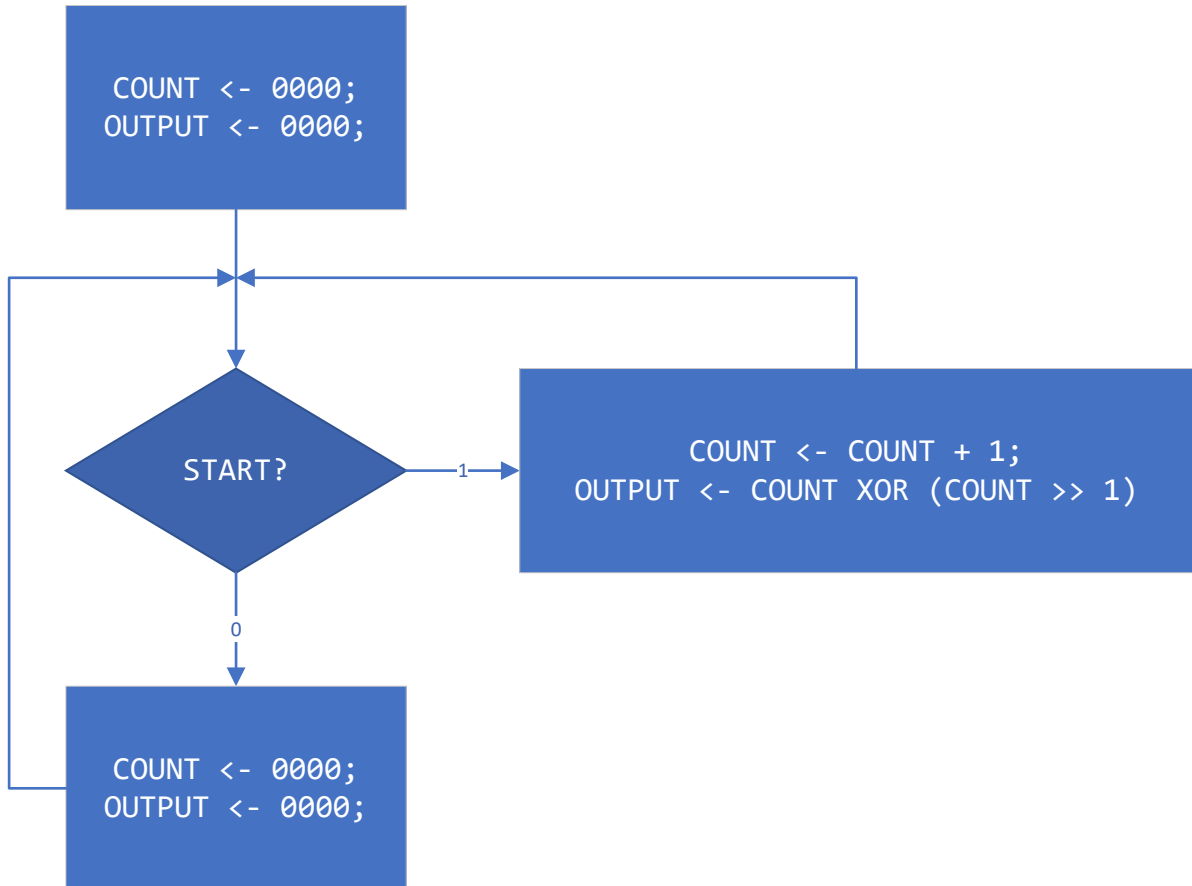 COUNT <- 0000;
OUTPUT <- 0000;
START?
1
COUNT <- COUNT + 1;
OUTPUT <- COUNT XOR (COUNT >> 1)
0
COUNT <- 0000;
OUTPUT <- 0000;